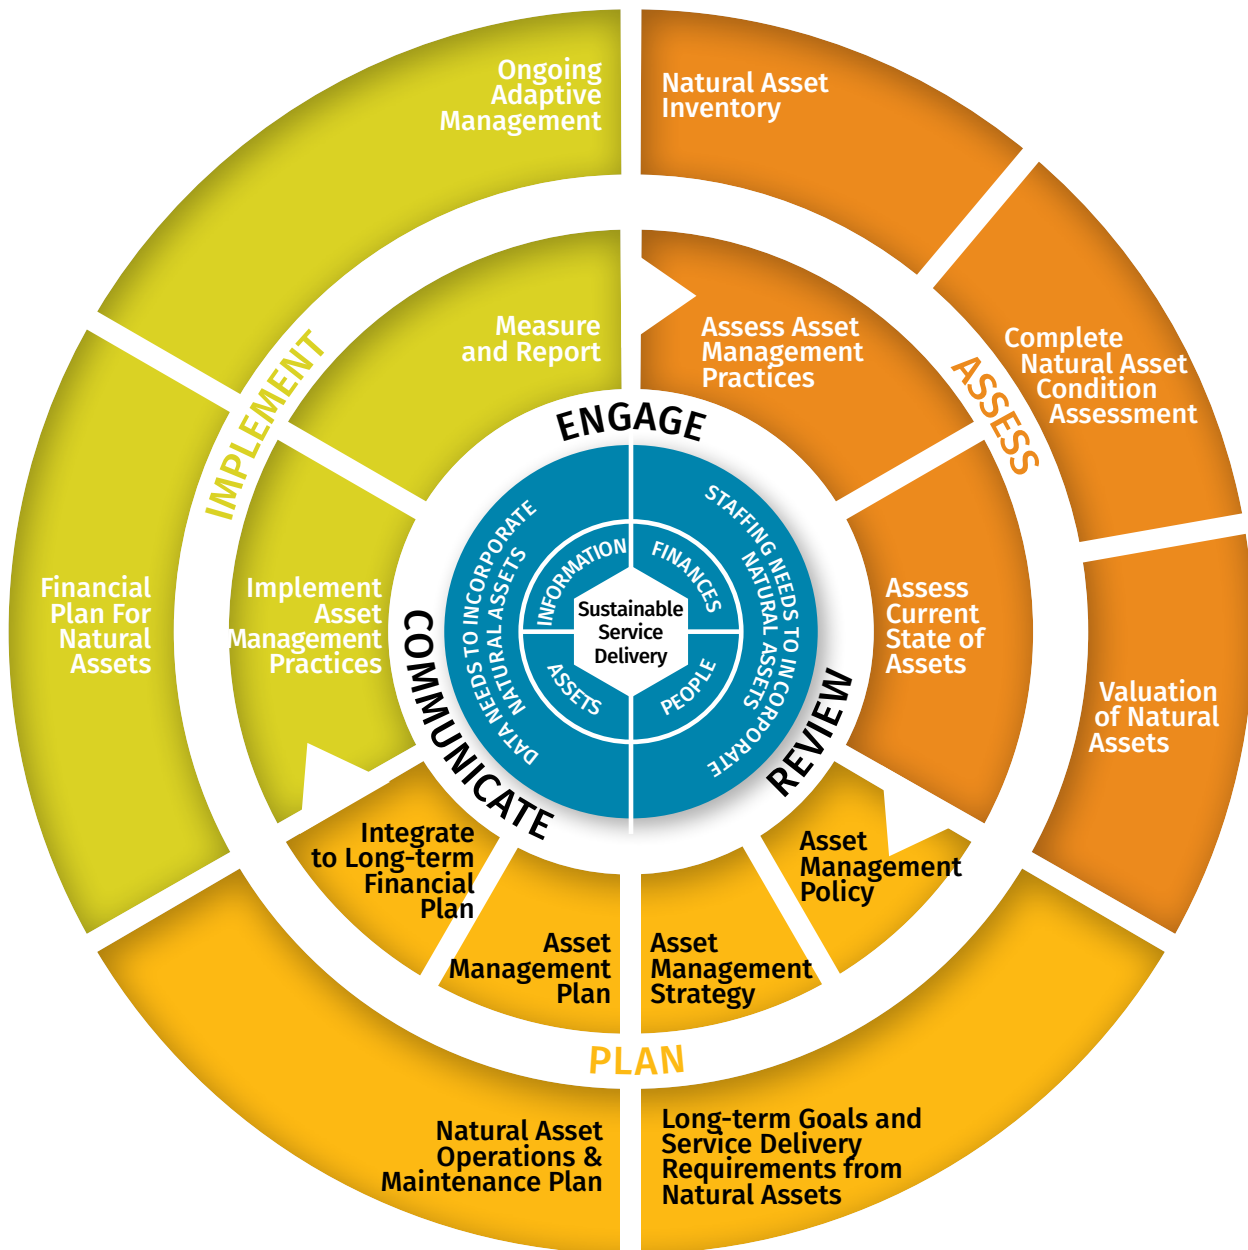 Ongoing
Adaptive
Management
Natural Asset
Inventory
Complete
Natural Asset
Condition
Assessment
Valuation
of Natural
Assets
Long-term Goals and
Service Delivery
Requirements from
Natural Assets
Natural Asset
Operations &
Maintenance Plan
Financial
Plan For
Natural
Assets
IMPLEMENT
ASSESS
PLAN
Measure
and Report
Assess Asset
Management
Practices
Assess
Current
State of
Assets
Asset
Management
Policy
Asset
Management
Strategy
Asset
Management
Plan
Integrate
to Long-term
Financial
Plan
Implement
Asset
Management
Practices
ENGAGE
REVIEW
COMMUNICATE
DATA NEEDS TO INCORPORATE
NATURAL ASSETS
STAFFING NEEDS TO INCORPORATE
NATURAL ASSETS
INFORMATION
FINANCES
PEOPLE
ASSETS
Sustainable
Service
Delivery